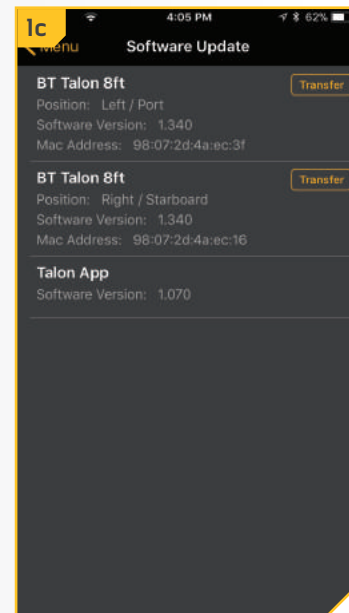 1c
4:05 PM
62%
Menu
Software Update
BT Talon 8ft
Transfer
Position: Left / Port
Software Version: 1.340
Mac Address: 98:07:2d:4a:ec:3f
BT Talon 8ft
Transfer
Position: Right / Starboard
Software Version: 1.340
Mac Address: 98:07:2d:4a:ec:16
Talon App
Software Version: 1.070